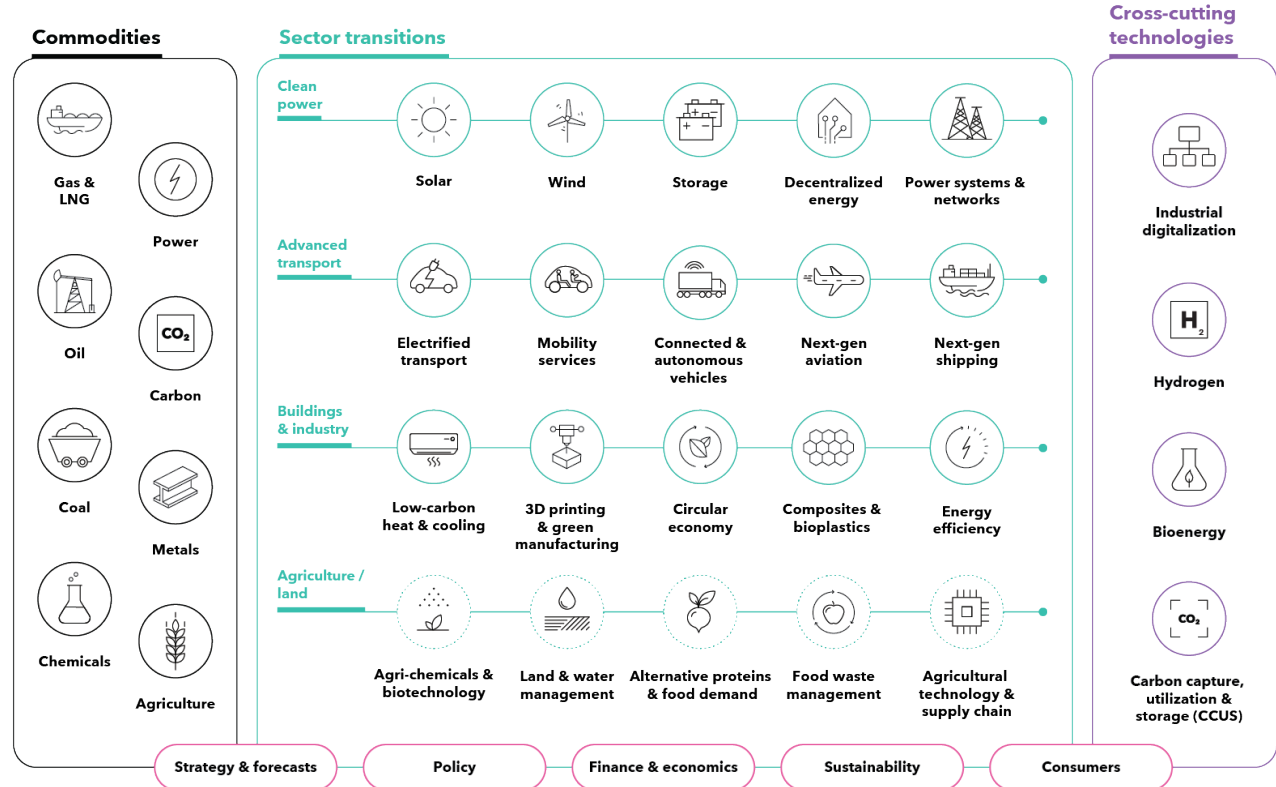 Commodities
Gas &
LNG
Power
Oil
CO₂
Carbon
Coal
Metals
Chemicals
Agriculture
Sector transitions
Clean
power
Solar
Wind
Storage
Decentralized
energy
Power systems &
networks
Advanced
transport
Electrified
transport
Mobility
services
Connected &
autonomous
vehicles
Next-gen
aviation
Next-gen
shipping
Buildings
& industry
Low-carbon
heat & cooling
3D printing
& green
manufacturing
Circular
economy
Composites &
bioplastics
Energy
efficiency
Agriculture /
land
Agri-chemicals &
biotechnology
Land & water
management
Alternative proteins
& food demand
Food waste
management
Agricultural
technology &
supply chain
Cross-cutting
technologies
Industrial
digitalization
H₂
Hydrogen
Bioenergy
CO₂
Carbon capture,
utilization &
storage (CCUS)
Strategy & forecasts
Policy
Finance & economics
Sustainability
Consumers